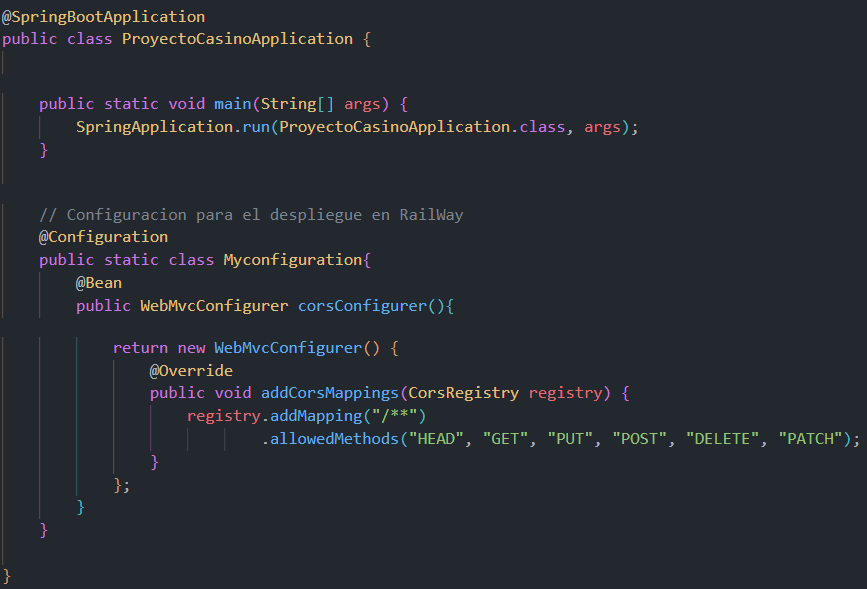 @SpringBootApplication
public class ProyectoCasinoApplication {
public static void main(String[] args) {
SpringApplication.run(ProyectoCasinoApplication.class, args);
}
// Configuracion para el despliegue en RailWay
@Configuration
public static class Myconfiguration{
@Bean
public WebMvcConfigurer corsConfigurer(){
return new WebMvcConfigurer() {
@Override
public void addCorsMappings(CorsRegistry registry) {
registry.addMapping("/**")
.allowedMethods("HEAD", "GET", "PUT", "POST", "DELETE", "PATCH");
}
};
}
}
}